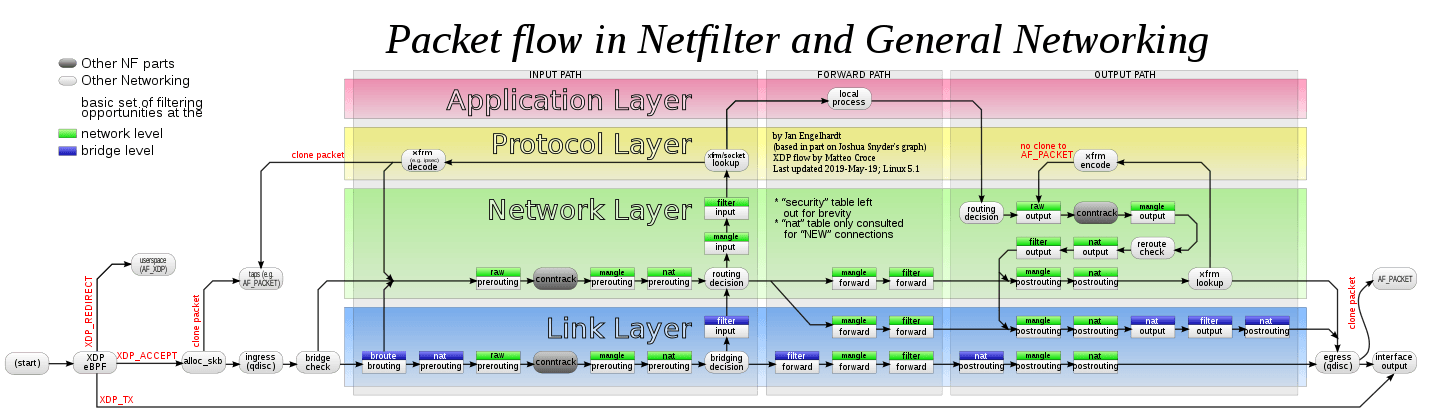 Packet flow in Netfilter and General Networking
Other NF parts
Other Networking
basic set of filtering
opportunities at the
network level
bridge level
INPUT PATH
FORWARD PATH
OUTPUT PATH
Application Layer
local
process
Protocol Layer
by Jan Engelhardt
(based in part on Joshua Snyder's graph)
XDP flow by Matteo Croce
Last updated 2019-May-19; Linux 5.1
no clone to
AF_PACKET
xfrm
encode
clone packet
xfrm
(e.g. ipsec)
decode
xfrm/socket
lookup
Network Layer
filter
input
* “security” table left
out for brevity
* “nat” table only consulted
for “NEW” connections
routing
decision
raw
output
conntrack
mangle
output
mangle
input
filter
output
nat
output
reroute
check
userspace
(AF_XDP)
taps (e.g.
AF_PACKET)
raw
prerouting
conntrack
mangle
prerouting
nat
prerouting
routing
decision
mangle
forward
filter
forward
mangle
postrouting
nat
postrouting
xfrm
lookup
AF_PACKET
XDP_REDIRECT
clone packet
clone packet
Link Layer
filter
input
mangle
forward
filter
forward
mangle
postrouting
nat
postrouting
nat
output
filter
output
nat
postrouting
(start)
XDP
eBPF
XDP_ACCEPT
alloc_skb
ingress
(qdisc)
bridge
check
broute
brouting
nat
prerouting
raw
prerouting
conntrack
mangle
prerouting
nat
prerouting
bridging
decision
filter
forward
mangle
forward
filter
forward
nat
postrouting
mangle
postrouting
nat
postrouting
egress
(qdisc)
interface
output
XDP_TX